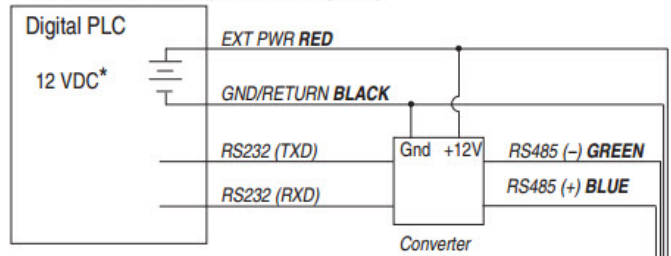 Digital PLC
EXT PWR RED
12 VDC*
GND/RETURN BLACK
RS232 (TXD)
Gnd +12V
RS485 (–) GREEN
RS232 (RXD)
RS485 (+) BLUE
Converter